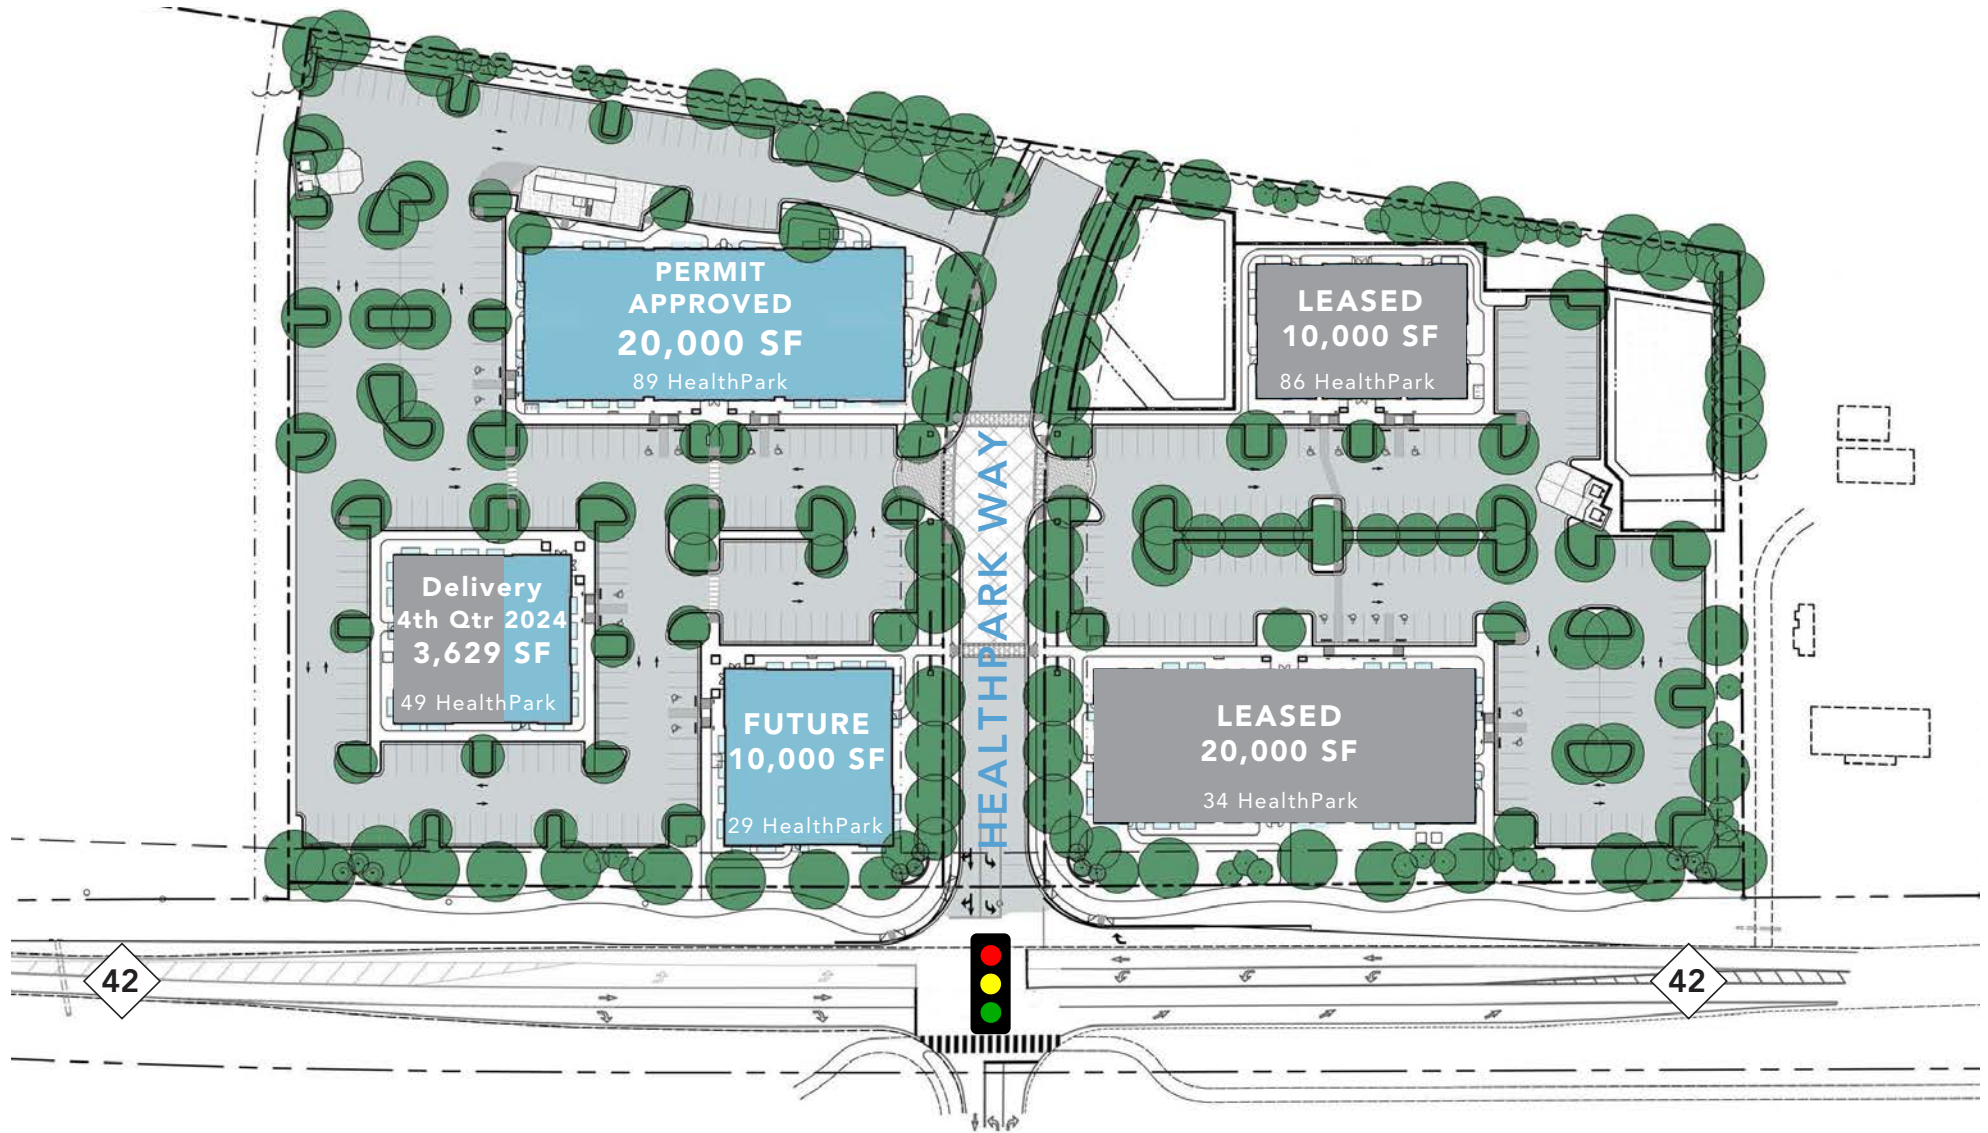 PERMIT
APPROVED
20,000 SF
89 HealthPark
LEASED
10,000 SF
86 HealthPark
HEALTHPARK WAY
Delivery
4th Qtr 2024
3,629 SF
49 HealthPark
FUTURE
10,000 SF
29 HealthPark
LEASED
20,000 SF
34 HealthPark
42
42